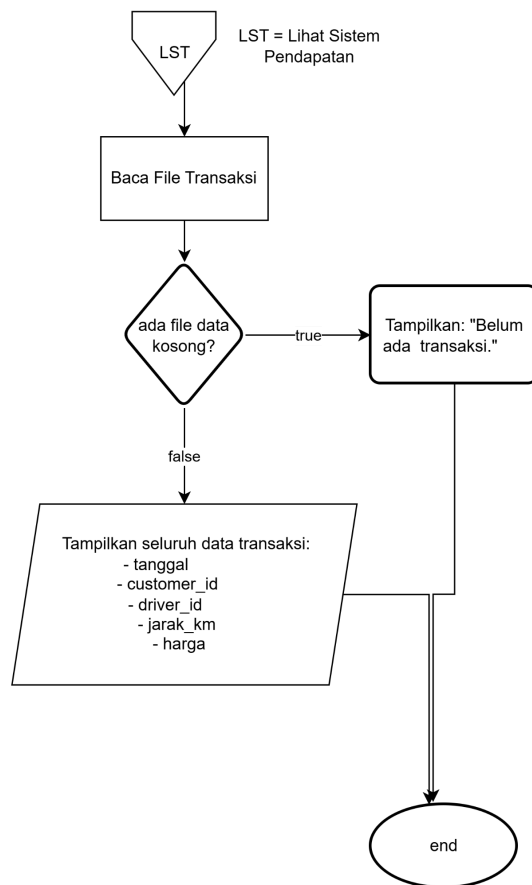 LST
LST = Lihat Sistem
Pendapatan
Baca File Transaksi
ada file data
kosong?
true
Tampilkan: "Belum
ada transaksi."
false
Tampilkan seluruh data transaksi:
- tanggal
- customer_id
- driver_id
- jarak_km
- harga
end